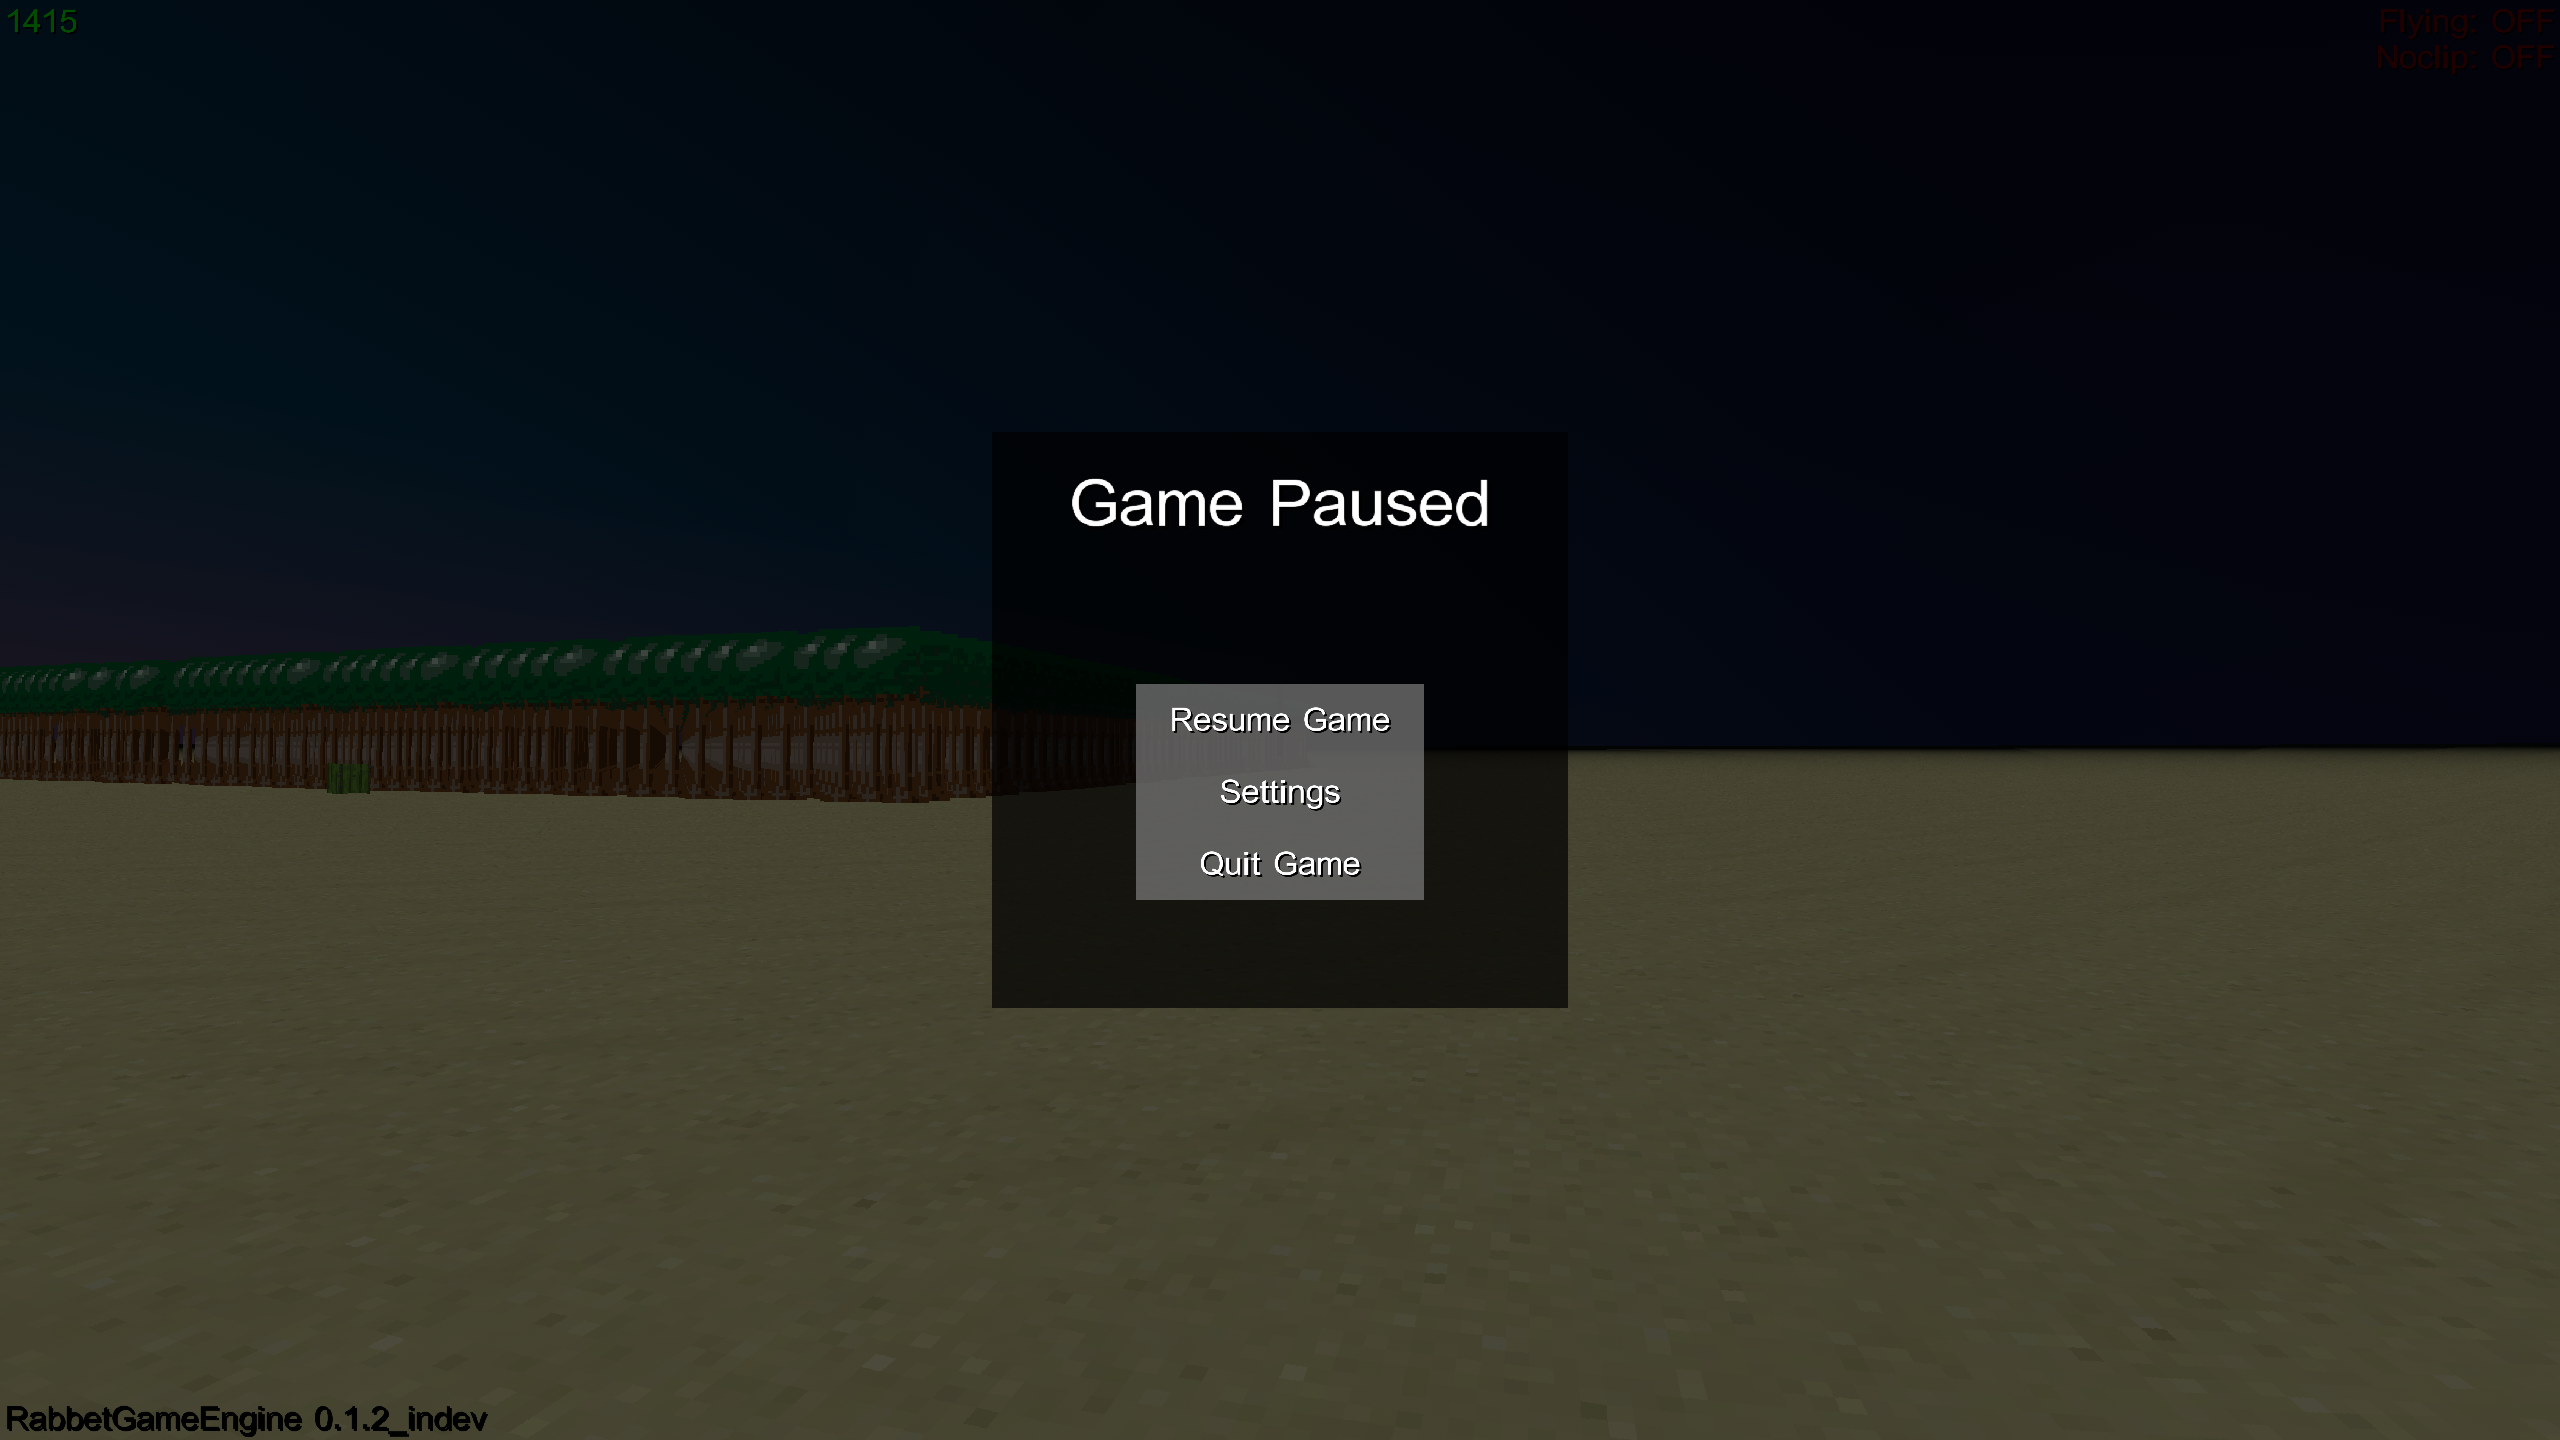 1415
Flying: OFF
Noclip: OFF
Game Paused
Resume Game
Settings
Quit Game
RabbetGameEngine 0.1.2_indev